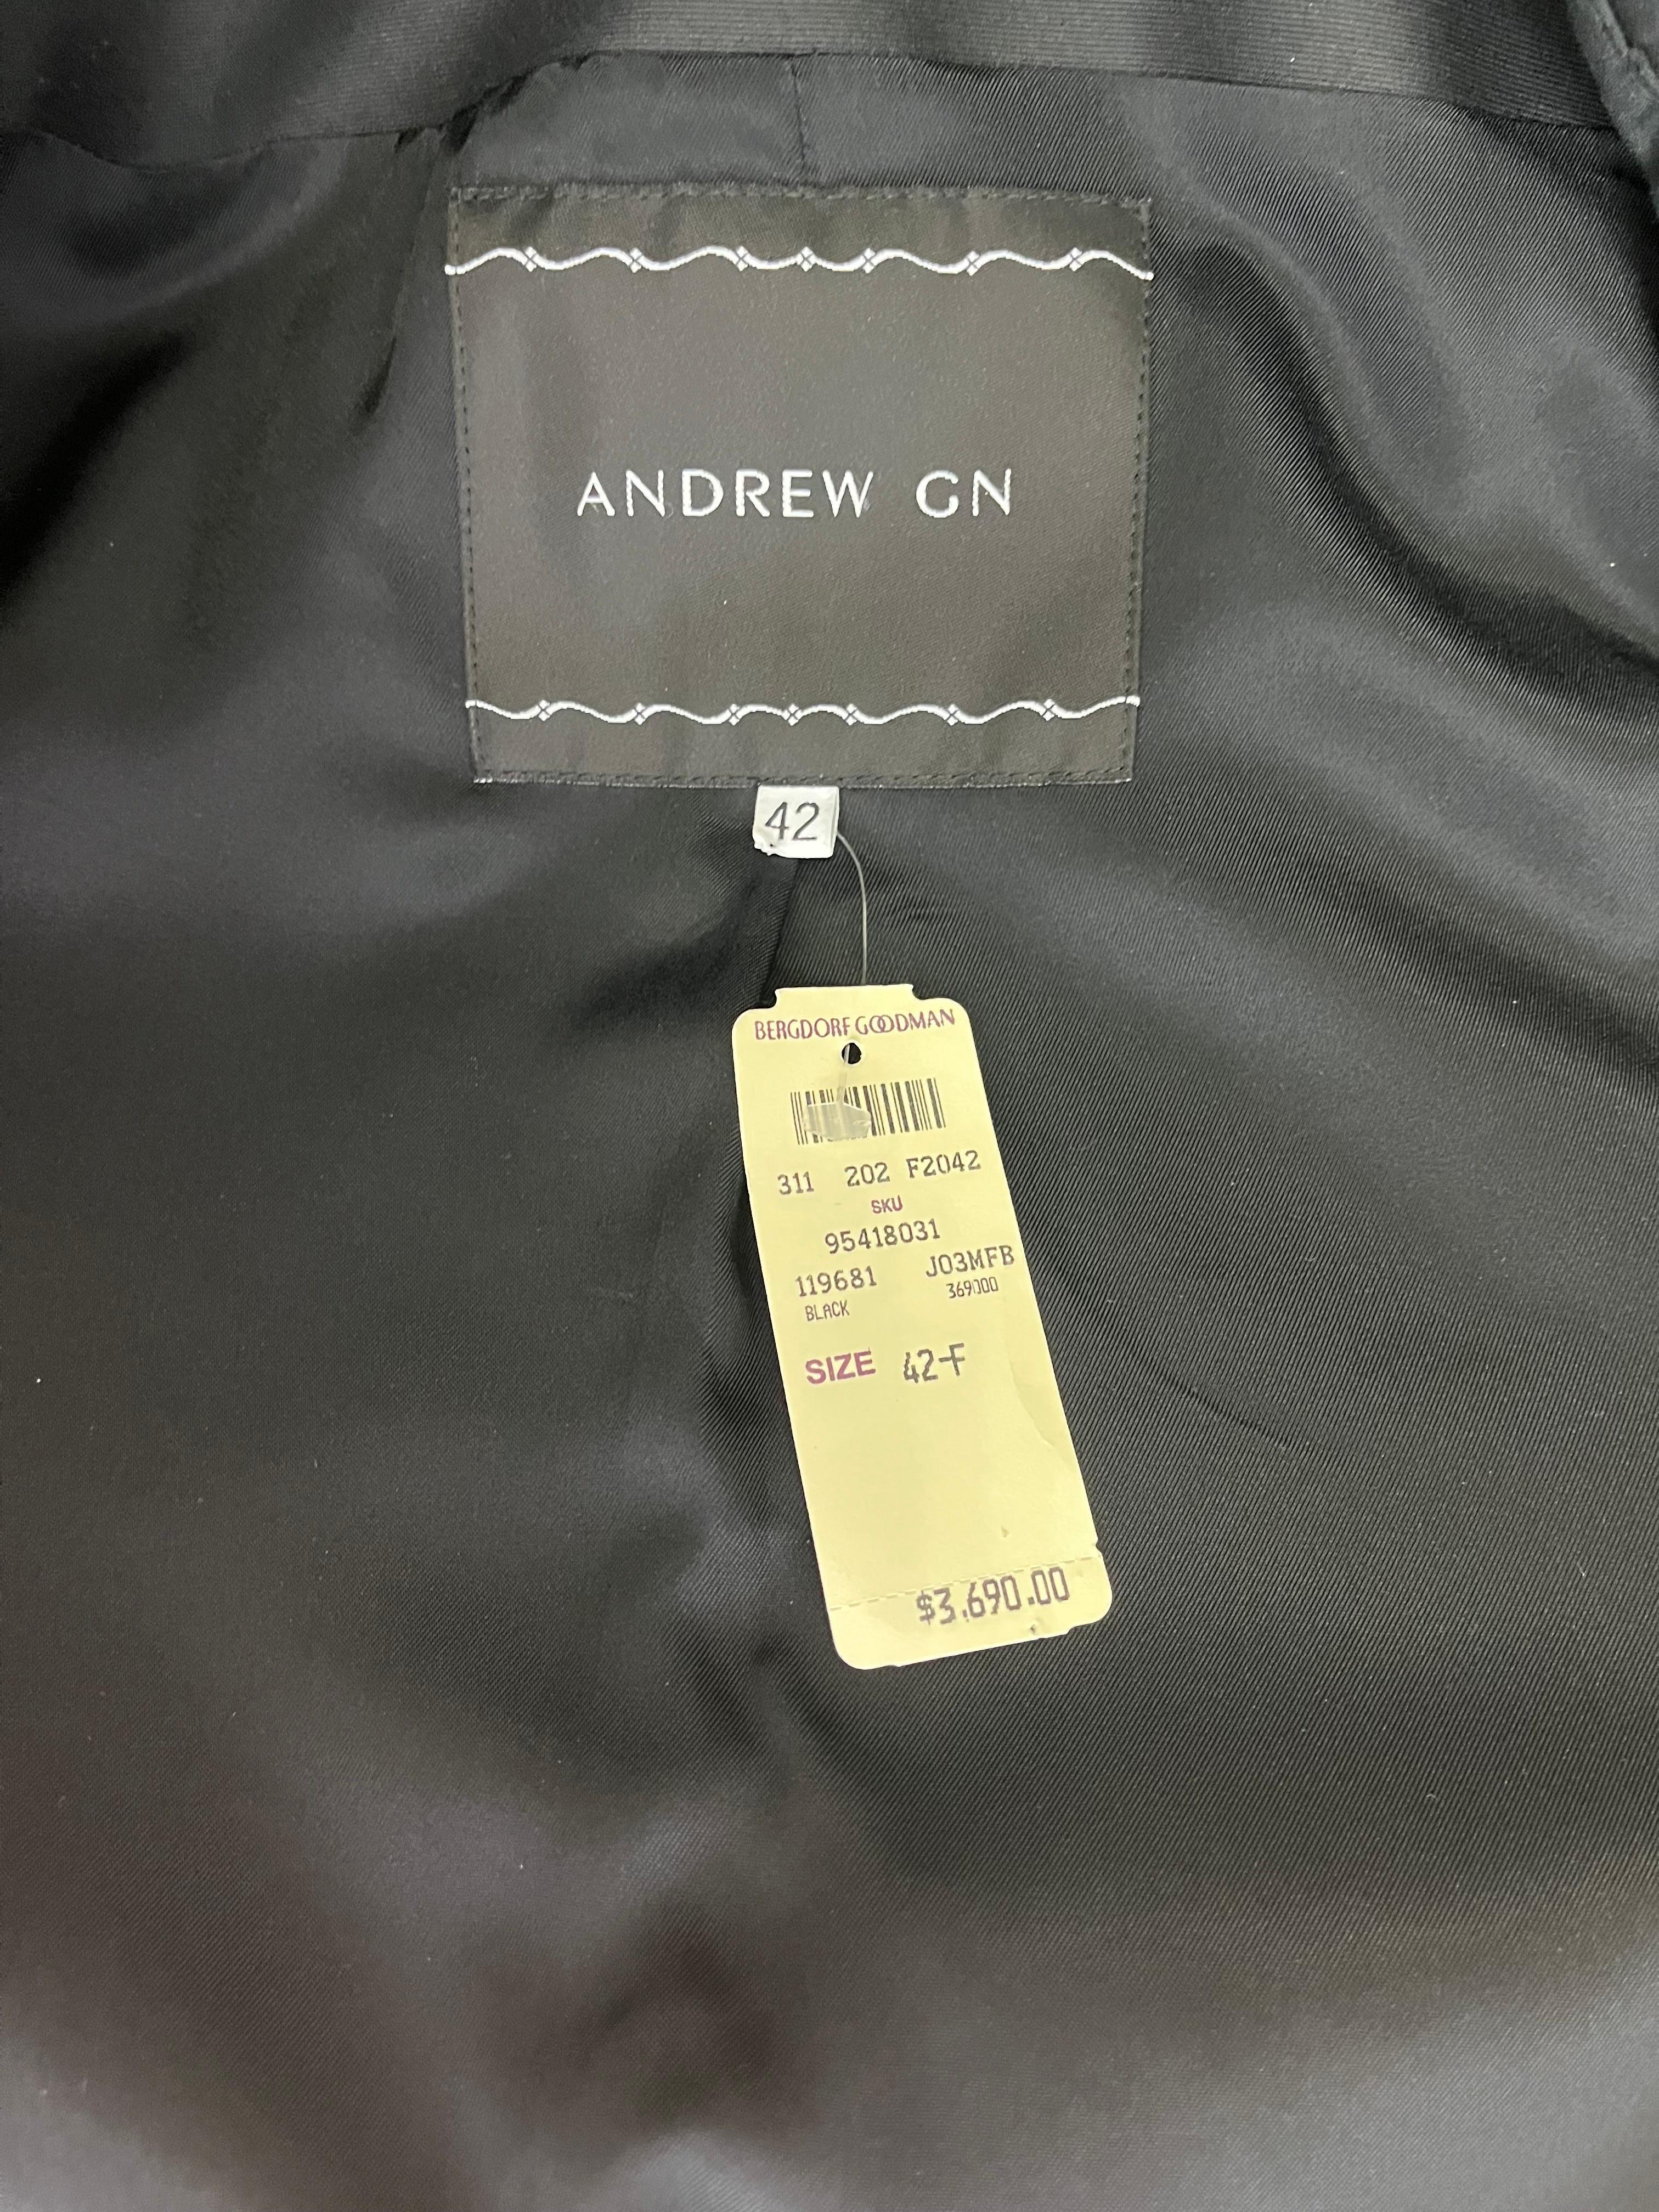 ANDREW GN
42
BERGDORF GOODMAN
311 202 F2042
SKU
95418031
119681 J03MFB
BLACK 369000
SIZE 42-F
$3,690.00